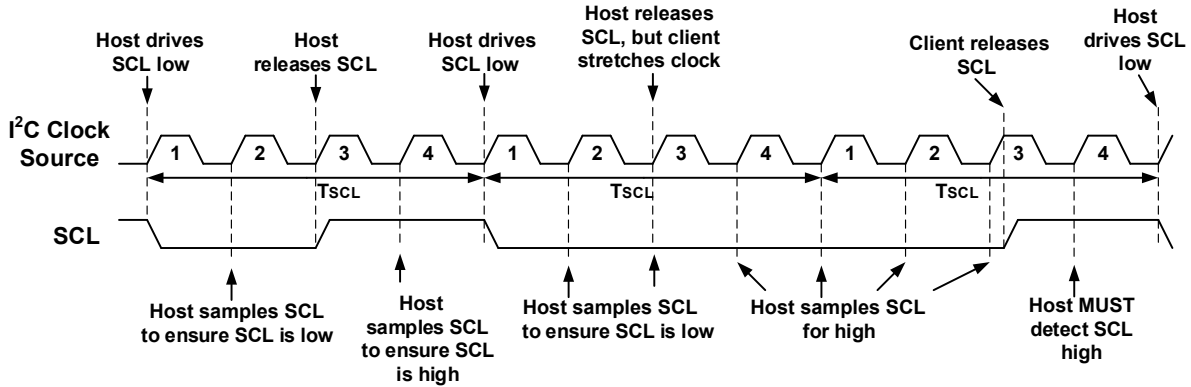 Host drives
SCL low
Host
releases SCL
Host drives
SCL low
Host releases
SCL, but client
stretches clock
Client releases
SCL
Host
drives SCL
low
I²C Clock
Source
1 2 3 4 1 2 3 4 1 2 3 4
TSCL TSCL TSCL
SCL
Host samples SCL
to ensure SCL is low
Host
samples SCL
to ensure SCL
is high
Host samples SCL
to ensure SCL is low
Host samples SCL
for high
Host MUST
detect SCL
high